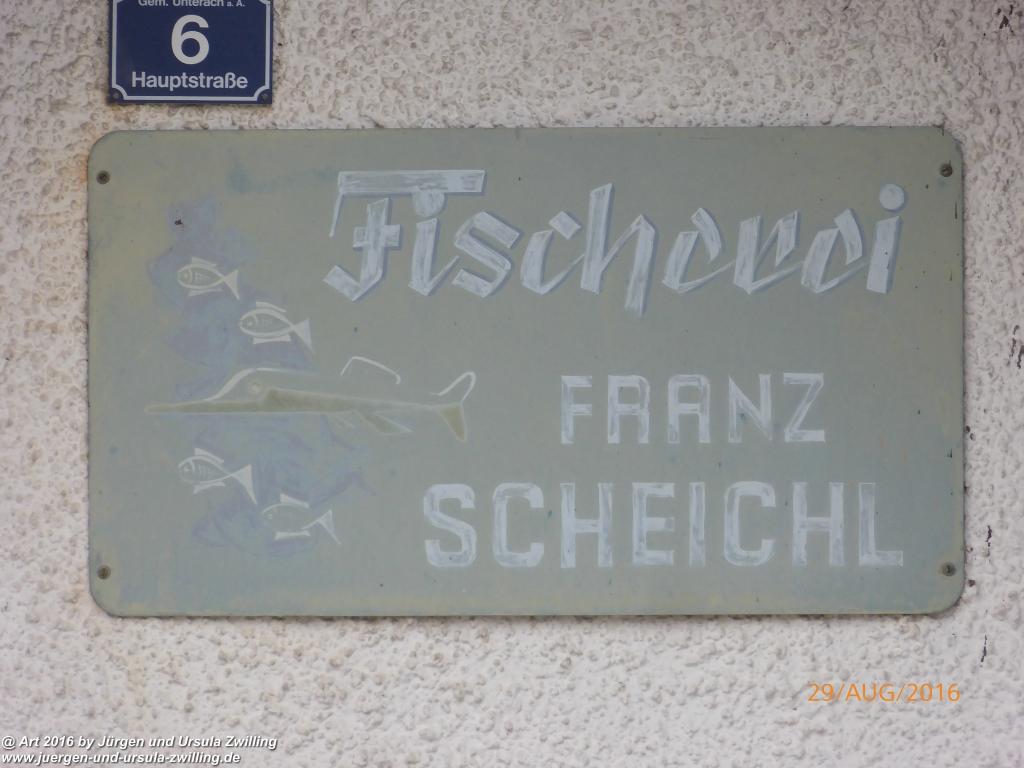 Gem. Unterach a. A.
6
Hauptstraße
Fischerei
FRANZ
SCHEICHL
29/AUG/2016
@ Art 2016 by Jürgen und Ursula Zwilling
www.juergen-und-ursula-zwilling.de